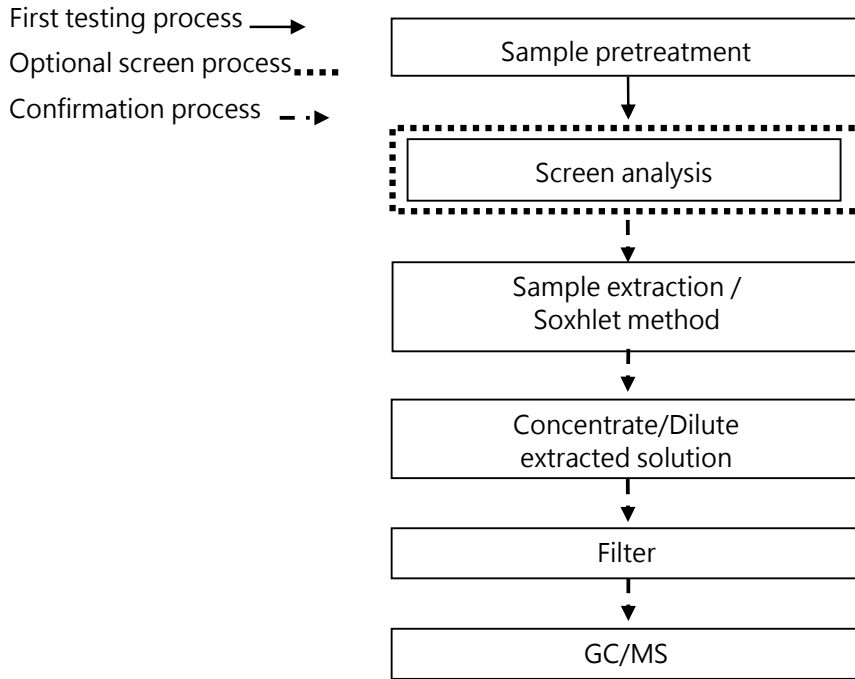 First testing process
Optional screen process
Confirmation process
Sample pretreatment
Screen analysis
Sample extraction /
Soxhlet method
Concentrate/Dilute
extracted solution
Filter
GC/MS